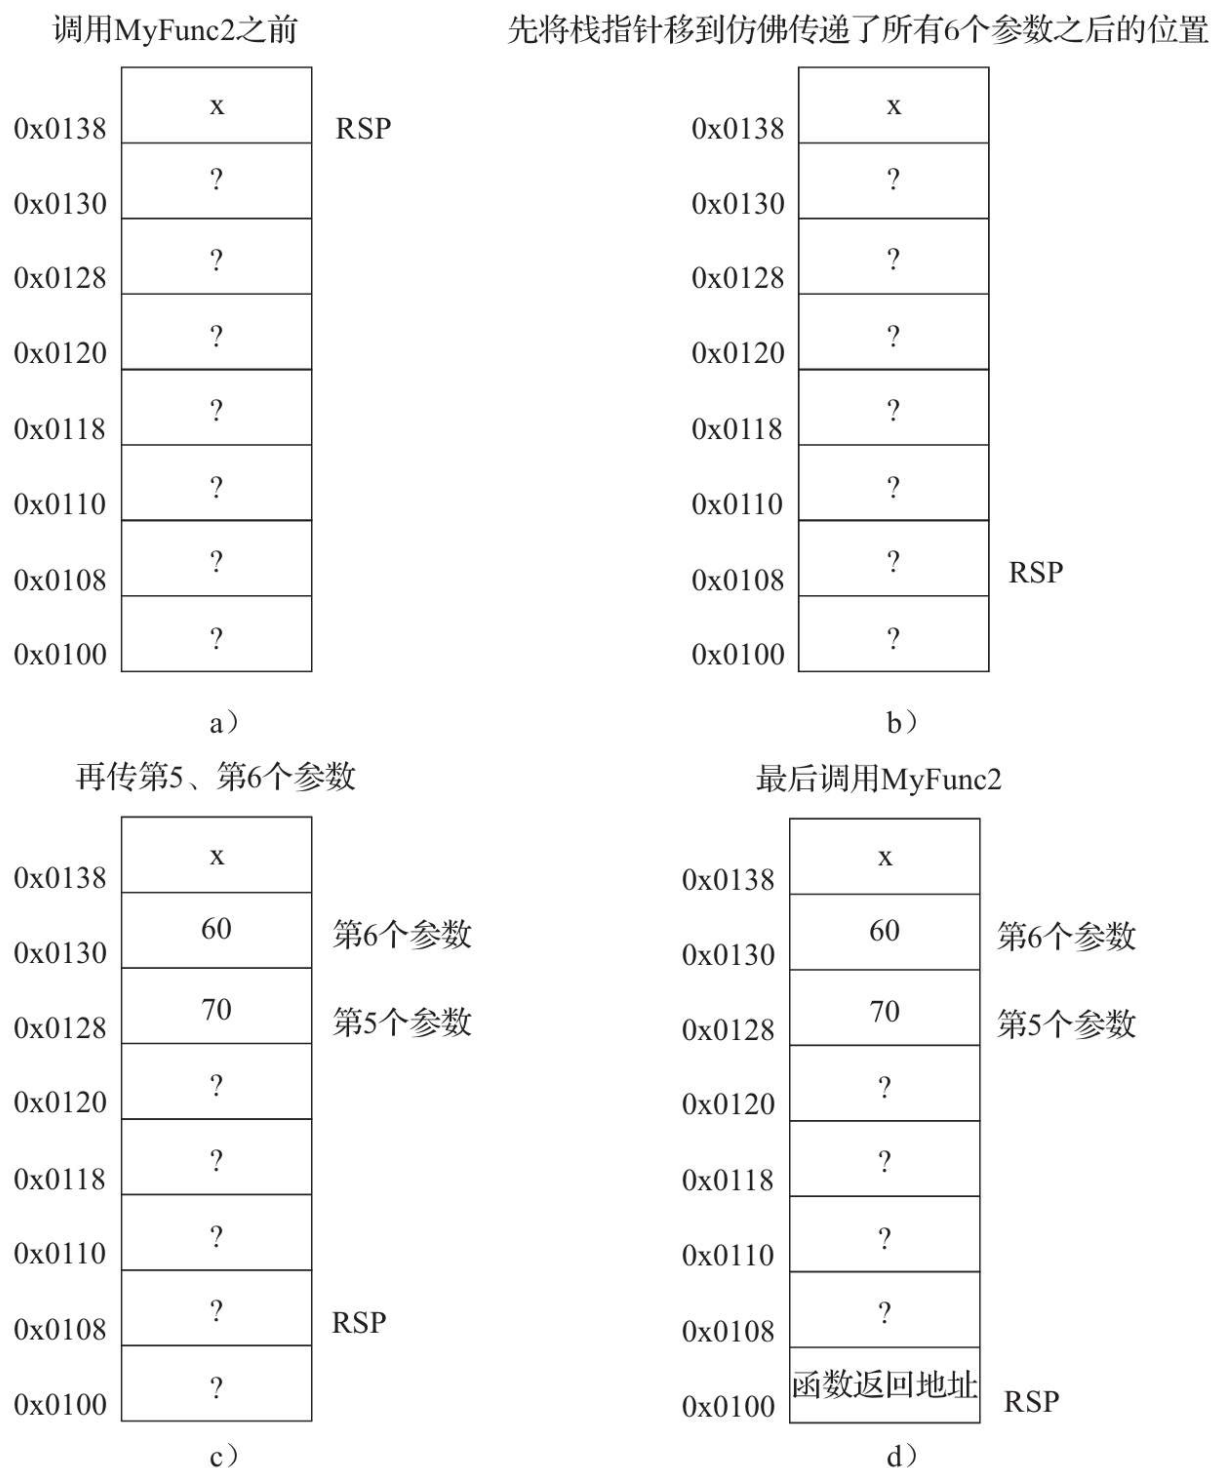 调用MyFunc2之前
x
0x0138
RSP
?
0x0130
?
0x0128
?
0x0120
?
0x0118
?
0x0110
?
0x0108
?
0x0100
a）
先将栈指针移到仿佛传递了所有6个参数之后的位置
x
0x0138
?
0x0130
?
0x0128
?
0x0120
?
0x0118
?
0x0110
?
0x0108
RSP
?
0x0100
b）
再传第5、第6个参数
x
0x0138
60
第6个参数
0x0130
70
第5个参数
0x0128
?
0x0120
?
0x0118
?
0x0110
?
0x0108
RSP
?
0x0100
c）
最后调用MyFunc2
x
0x0138
60
第6个参数
0x0130
70
第5个参数
0x0128
?
0x0120
?
0x0118
?
0x0110
?
0x0108
函数返回地址
0x0100
RSP
d）